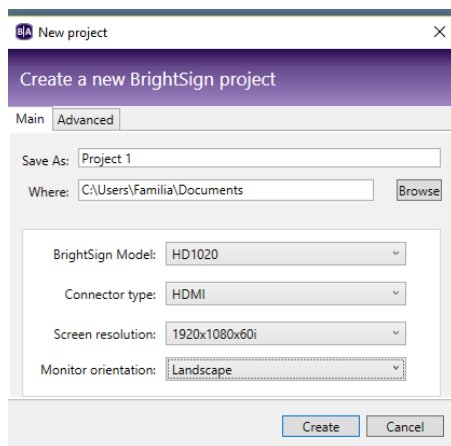 B|A New project
Create a new BrightSign project
Main Advanced
Save As: Project 1
Where: C:\Users\Familia\Documents Browse
BrightSign Model: HD1020
Connector type: HDMI
Screen resolution: 1920x1080x60i
Monitor orientation: Landscape
Create Cancel